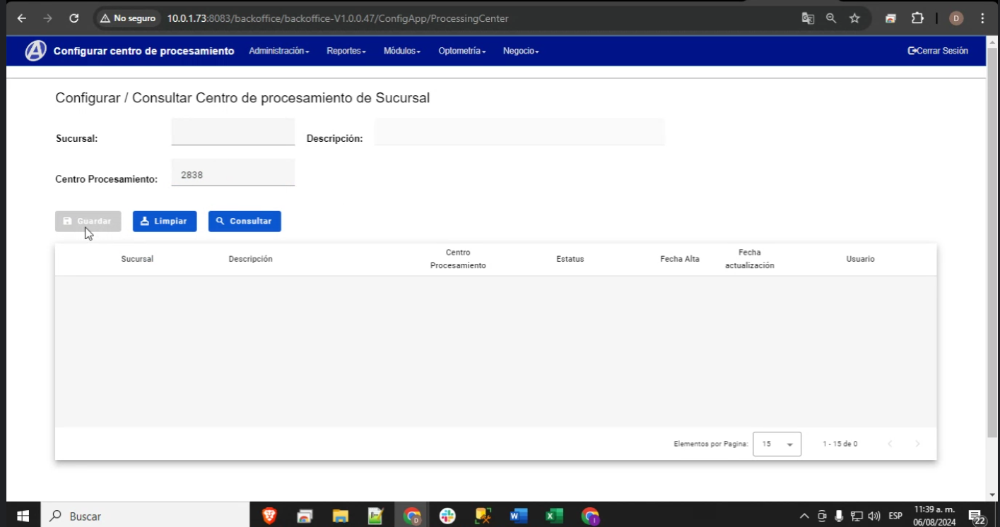 No seguro 10.0.1.73:8083/backoffice/backoffice-V1.0.0.47/ConfigApp/ProcessingCenter D
A Configurar centro de procesamiento Administración Reportes Módulos Optometría Negocio Cerrar Sesión
Configurar / Consultar Centro de procesamiento de Sucursal
Sucursal: Descripción:
Centro Procesamiento: 2838
Guardar Limpiar Consultar
Sucursal Descripción Centro Procesamiento Estatus Fecha Alta Fecha actualización Usuario
Elementos por Pagina: 15 1 - 15 de 0
Buscar D W X I ESP 11:39 a. m.
06/08/2024 22